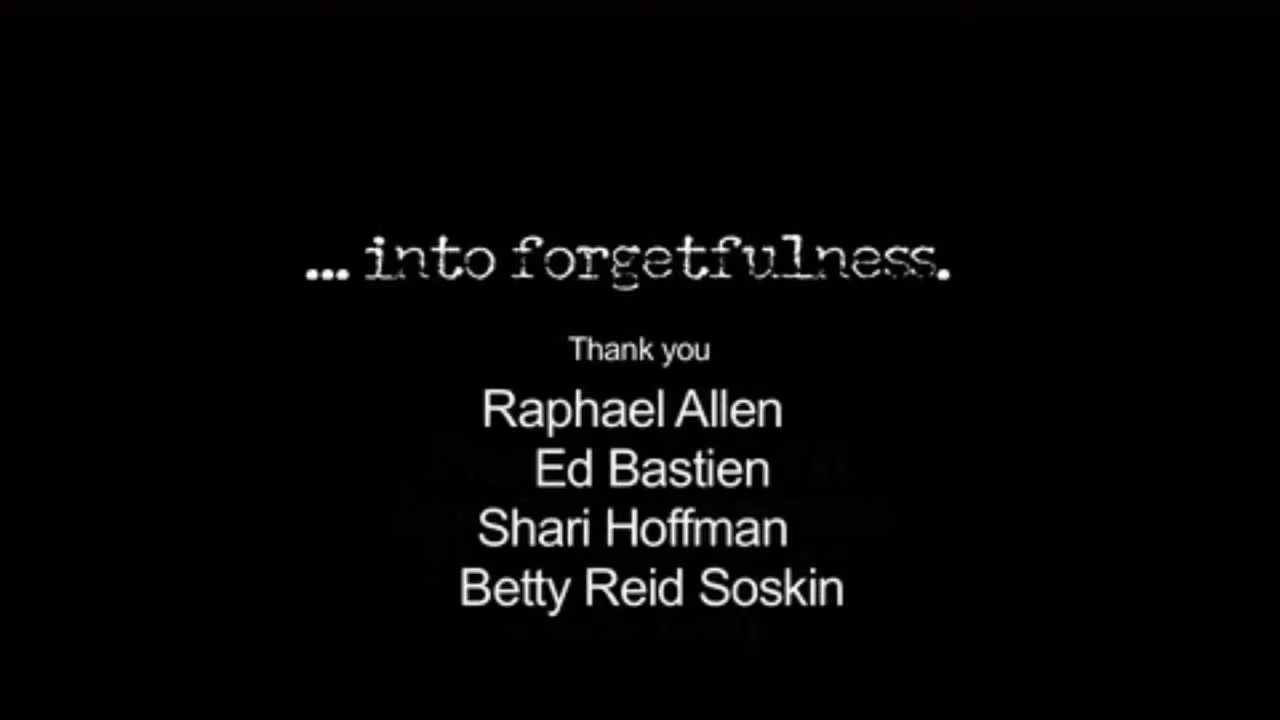 ... into forgetfulness.
Thank you
Raphael Allen
Ed Bastien
Shari Hoffman
Betty Reid Soskin